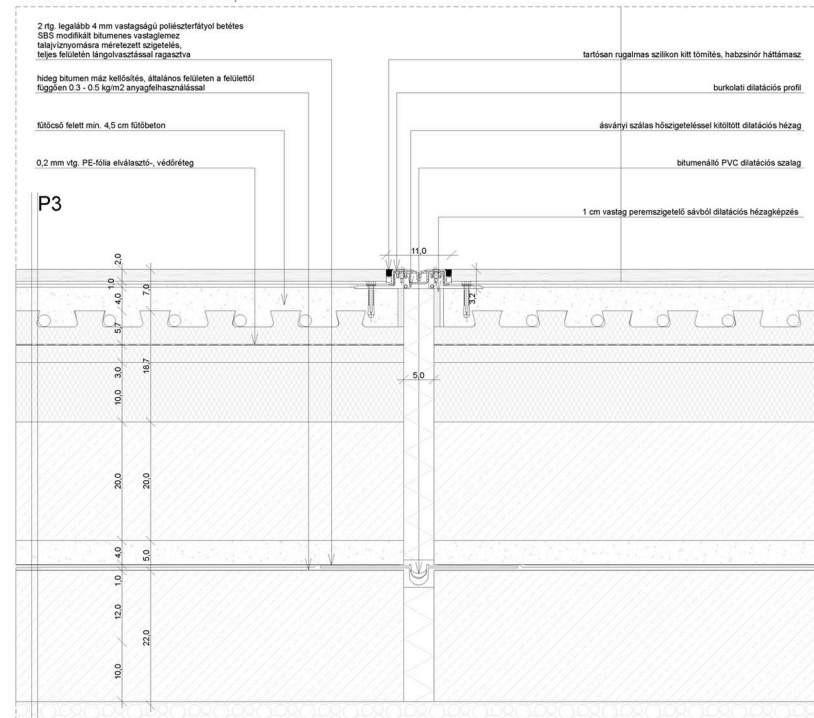 2 rtg. legalább 4 mm vastagságú poliészterfátyol betétes
SBS modifikált bitumenes vastaglemez
talajvíznyomásra méretezett szigetelés,
teljes felületén lángolvasztással ragasztva
hideg bitumen máz kellősítés, általános felületen a felülettől
függően 0.3 - 0.5 kg/m2 anyagfelhasználással
fűtőcső felett min. 4,5 cm fűtőbeton
0,2 mm vtg. PE-fólia elválasztó-, védőréteg
P3
tartósan rugalmas szilikon kitt tömítés, habzsinór háttámasz
burkolati dilatációs profil
ásványi szálas hőszigeteléssel kitöltött dilatációs hézag
bitumenálló PVC dilatációs szalag
1 cm vastag peremszigetelő sávból dilatációs hézagképzés
11,0
2,0
1,0
4,0
7,0
3,2
5,7
18,7
3,0
5,0
10,0
20,0
20,0
4,0
5,0
1,0
12,0
22,0
10,0